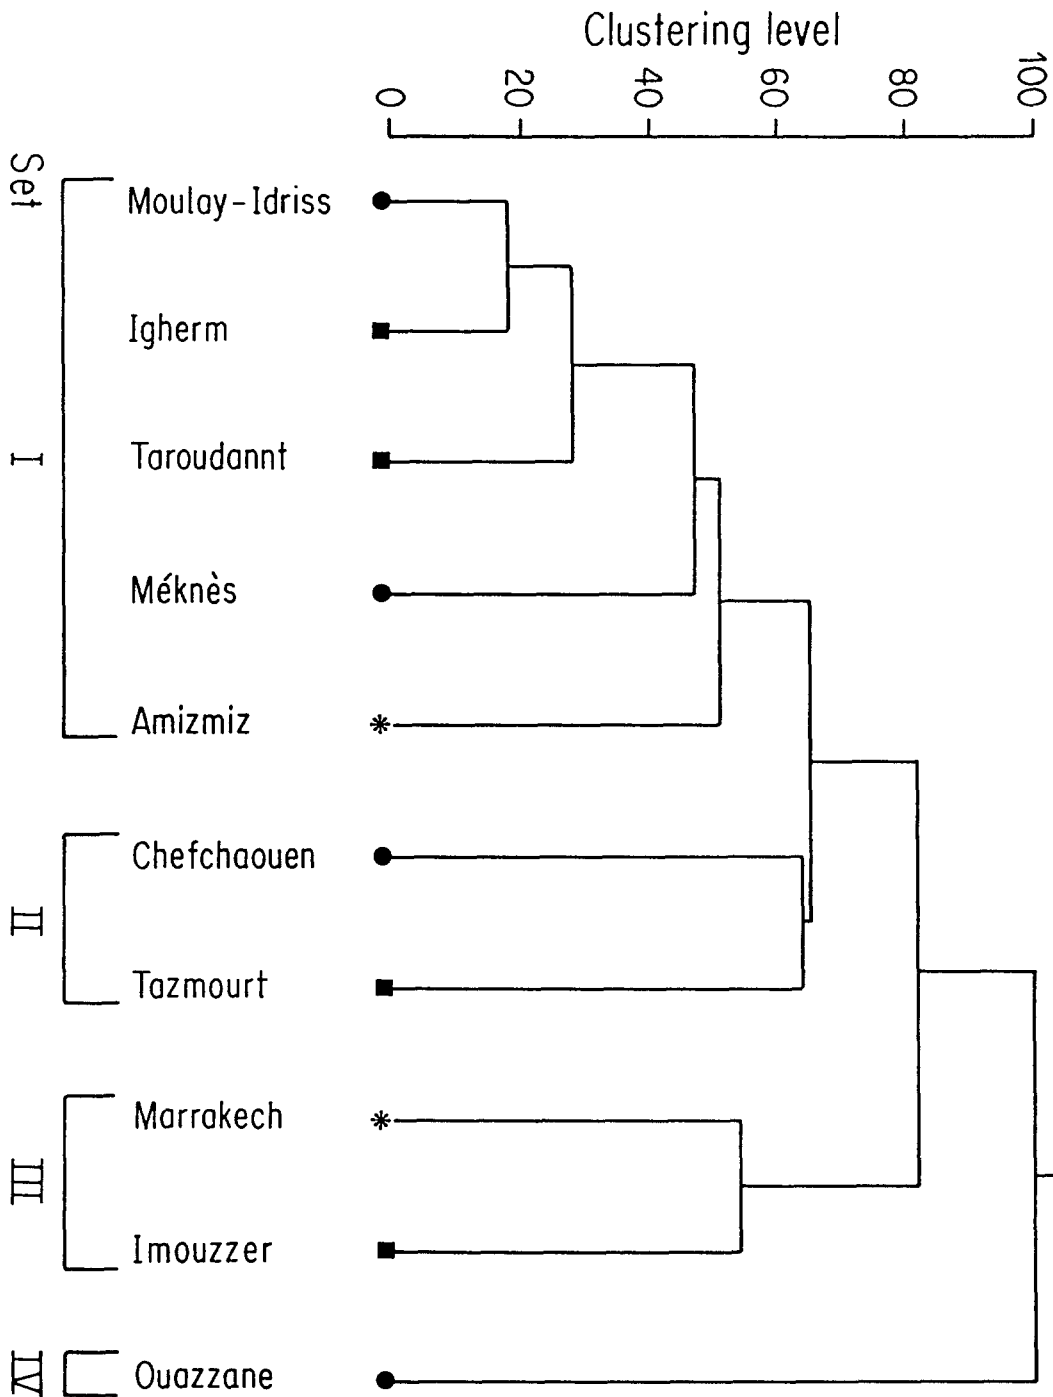 Clustering level
0 20 40 60 80 100
Set
I
Moulay-Idriss
Igherm
Taroudannt
Méknès
Amizmiz
II
Chefchaouen
Tazmourt
III
Marrakech
Imouzzer
IV
Ouazzane